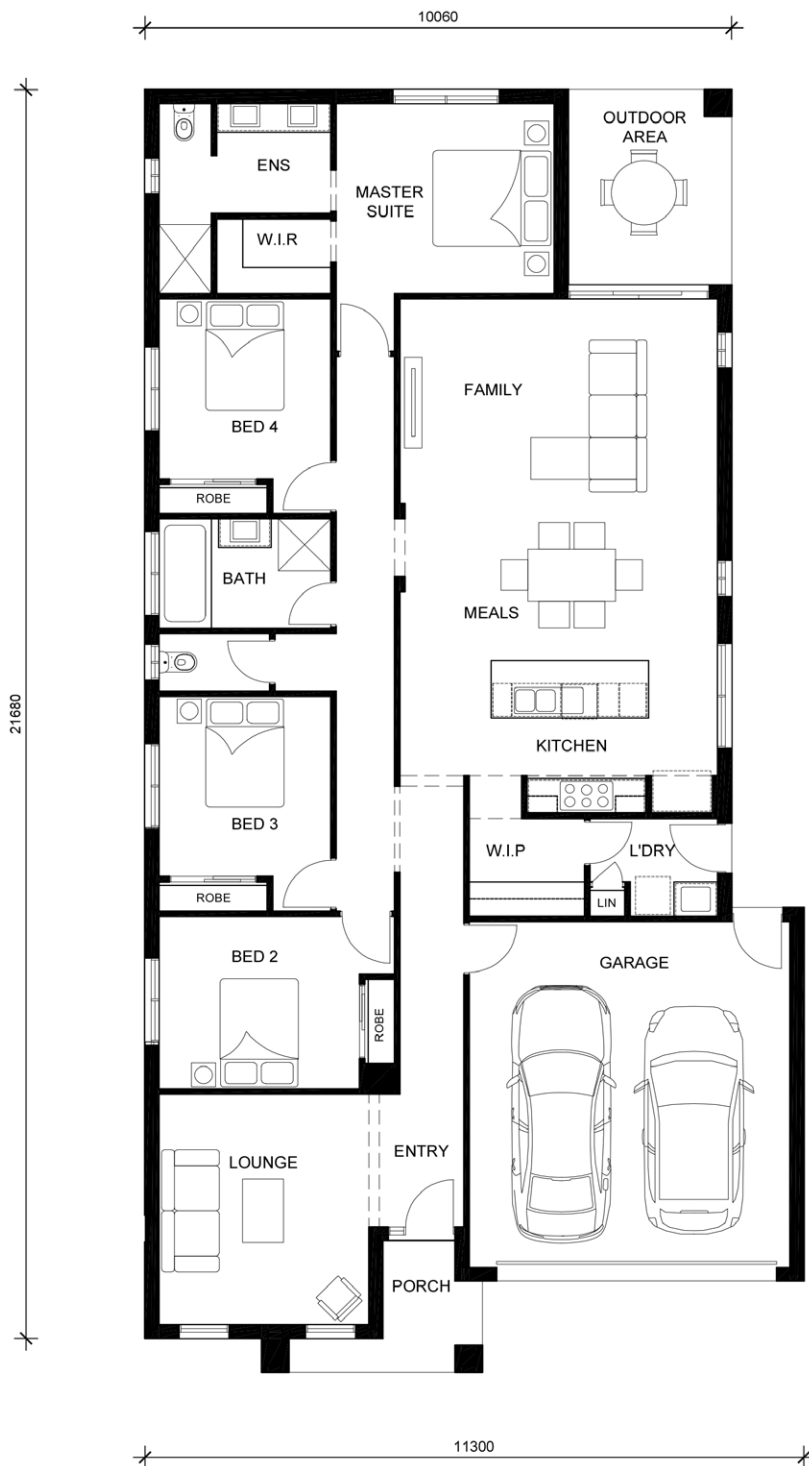 10060
OUTDOOR
AREA
ENS
MASTER
SUITE
W.I.R
FAMILY
BED 4
ROBE
BATH
MEALS
21680
KITCHEN
BED 3
W.I.P
L'DRY
ROBE
LIN
BED 2
GARAGE
ROBE
ENTRY
LOUNGE
PORCH
11300